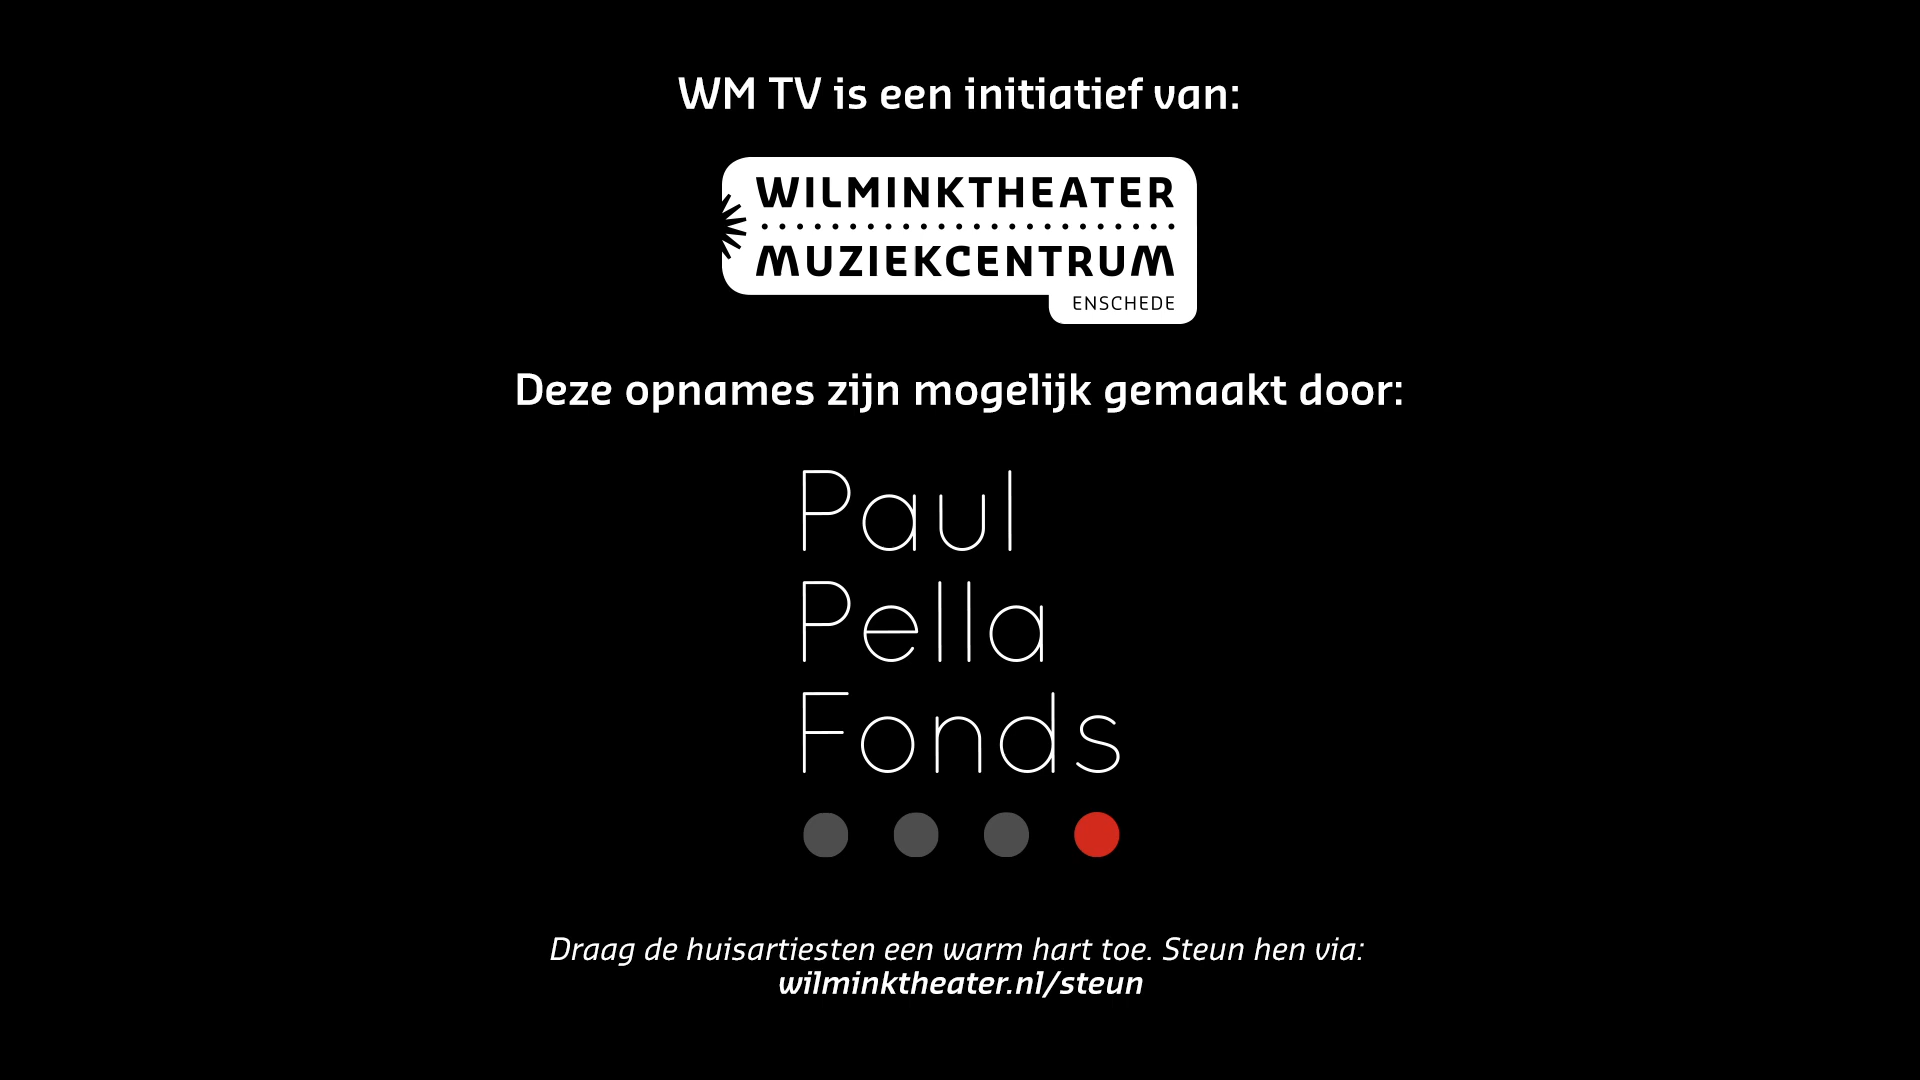 WM TV is een initiatief van:
WILMINKTHEATER
MUZIEKCENTRUM
ENSCHEDE
Deze opnames zijn mogelijk gemaakt door:
Paul
Pella
Fonds
Draag de huisartiesten een warm hart toe. Steun hen via:
wilminktheater.nl/steun